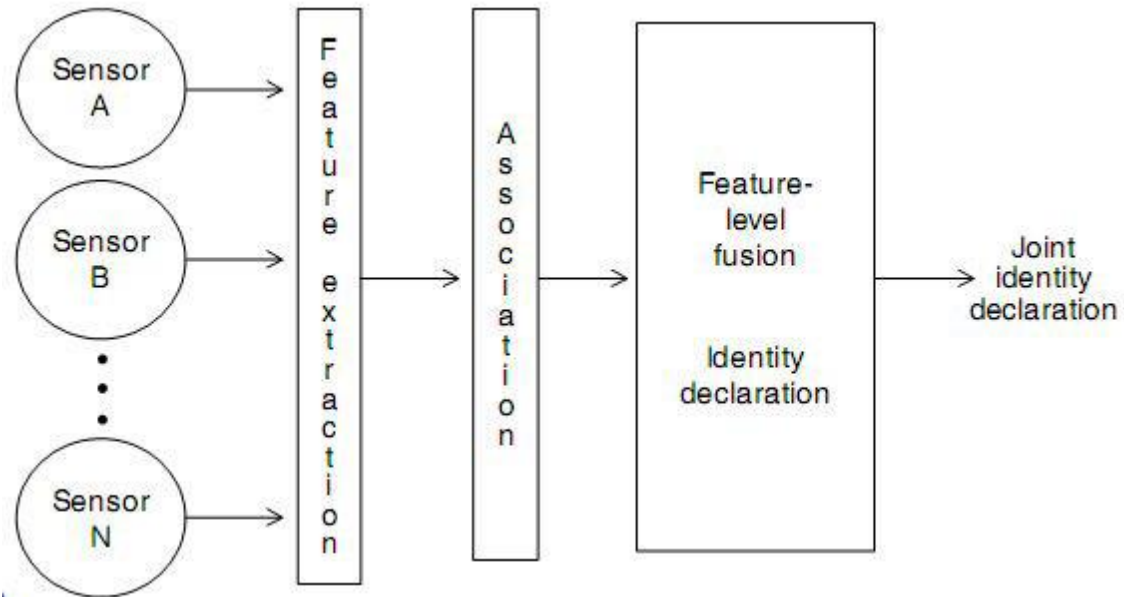 Sensor
A
Sensor
B
Sensor
N
Feature extraction
Association
Feature-
level
fusion
Identity
declaration
Joint
identity
declaration